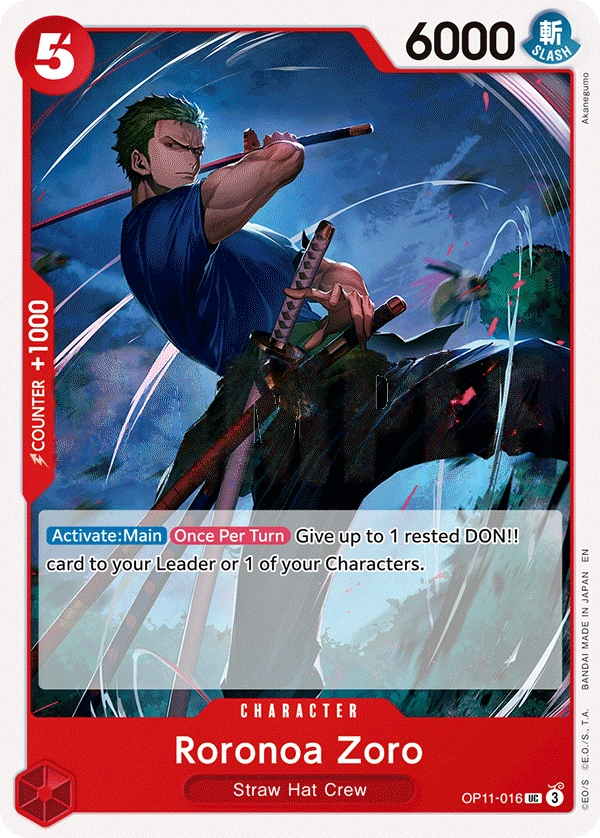 5
6000
斬
SLASH
Akanegumo
COUNTER +1000
Activate:Main Once Per Turn Give up to 1 rested DON!!
card to your Leader or 1 of your Characters.
CHARACTER
Roronoa Zoro
Straw Hat Crew
OP11-016 UC 3
©E.O/S ©E.O./S., T.A. BANDAI MADE IN JAPAN EN